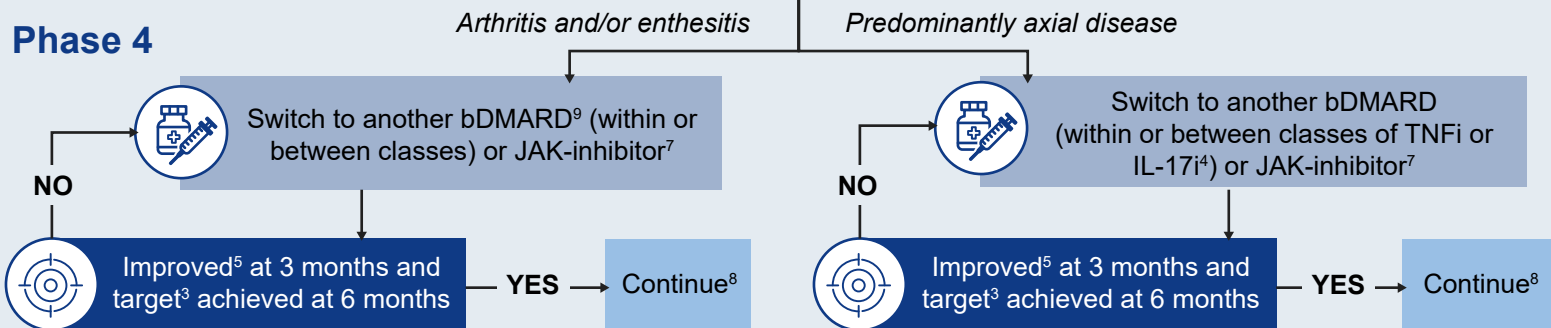 Phase 4
Arthritis and/or enthesitis
Predominantly axial disease
Switch to another bDMARD⁹ (within or
between classes) or JAK-inhibitor⁷
NO
Improved⁵ at 3 months and
target³ achieved at 6 months
YES
Continue⁸
Switch to another bDMARD
(within or between classes of TNFi or
IL-17i⁴) or JAK-inhibitor⁷
NO
Improved⁵ at 3 months and
target³ achieved at 6 months
YES
Continue⁸